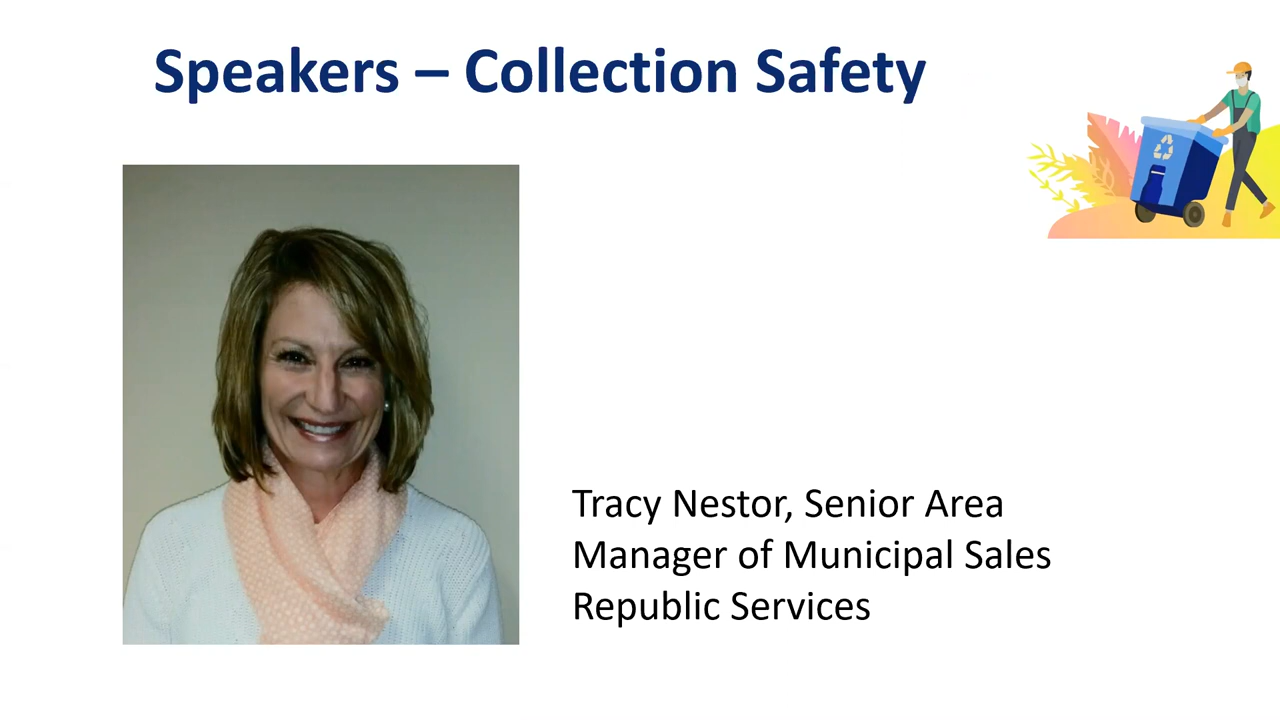 Speakers – Collection Safety
Tracy Nestor, Senior Area
Manager of Municipal Sales
Republic Services